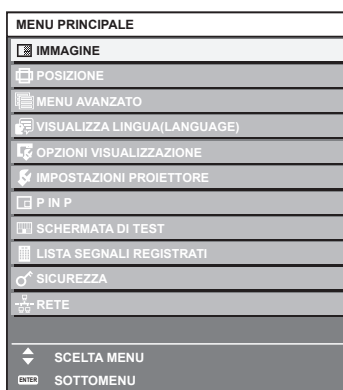 MENU PRINCIPALE
IMMAGINE
POSIZIONE
MENU AVANZATO
VISUALIZZA LINGUA(LANGUAGE)
OPZIONI VISUALIZZAZIONE
IMPOSTAZIONI PROIETTORE
P IN P
SCHERMATA DI TEST
LISTA SEGNALI REGISTRATI
SICUREZZA
RETE
SCELTA MENU
ENTER SOTTOMENU